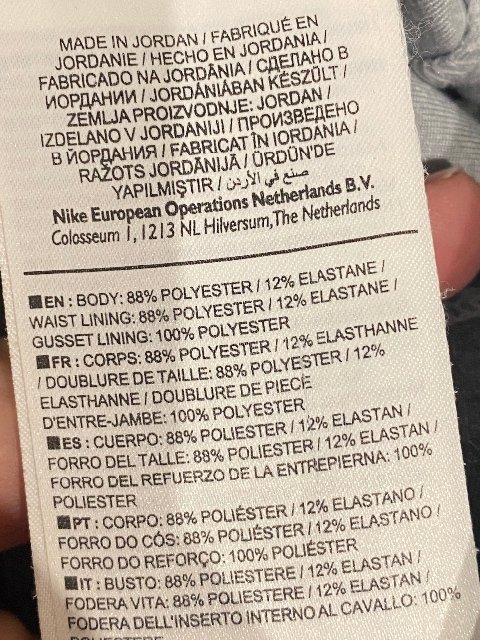 MADE IN JORDAN / FABRIQUÉ EN
JORDANIE / HECHO EN JORDANIA /
FABRICADO NA JORDÂNIA / СДЕЛАНО В
ИОРДАНИИ / JORDÁNIÁBAN KÉSZÜLT /
ZEMLJA PROIZVODNJE: JORDAN /
IZDELANO V JORDANIJI / ПРОИЗВЕДЕНО
В ЙОРДАНИЯ / FABRICAT ÎN IORDANIA /
RAŽOTS JORDĀNIJĀ / ÜRDÜN'DE
YAPILMIŞTIR / صنع في الأردن
Nike European Operations Netherlands B.V.
Colosseum 1, 1213 NL Hilversum, The Netherlands
EN : BODY: 88% POLYESTER / 12% ELASTANE /
WAIST LINING: 88% POLYESTER / 12% ELASTANE /
GUSSET LINING: 100% POLYESTER
FR : CORPS: 88% POLYESTER / 12% ELASTHANNE
/ DOUBLURE DE TAILLE: 88% POLYESTER / 12%
ELASTHANNE / DOUBLURE DE PIECE
D'ENTRE-JAMBE: 100% POLYESTER
ES : CUERPO: 88% POLIESTER / 12% ELASTAN /
FORRO DEL TALLE: 88% POLIESTER / 12% ELASTAN /
FORRO DEL REFUERZO DE LA ENTREPIERNA: 100%
POLIESTER
PT : CORPO: 88% POLIÉSTER / 12% ELASTANO /
FORRO DO CÓS: 88% POLIÉSTER / 12% ELASTANO /
FORRO DO REFORÇO: 100% POLIÉSTER
IT : BUSTO: 88% POLIESTERE / 12% ELASTAN /
FODERA VITA: 88% POLIESTERE / 12% ELASTAN /
FODERA DELL'INSERTO INTERNO AL CAVALLO: 100%
POLIESTERE